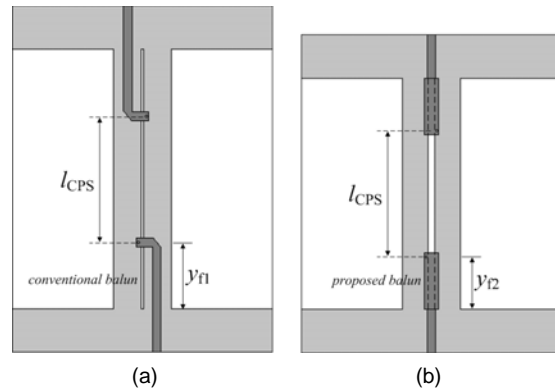 l_CPS
conventional balun
y_f1
(a)
l_CPS
proposed balun
y_f2
(b)